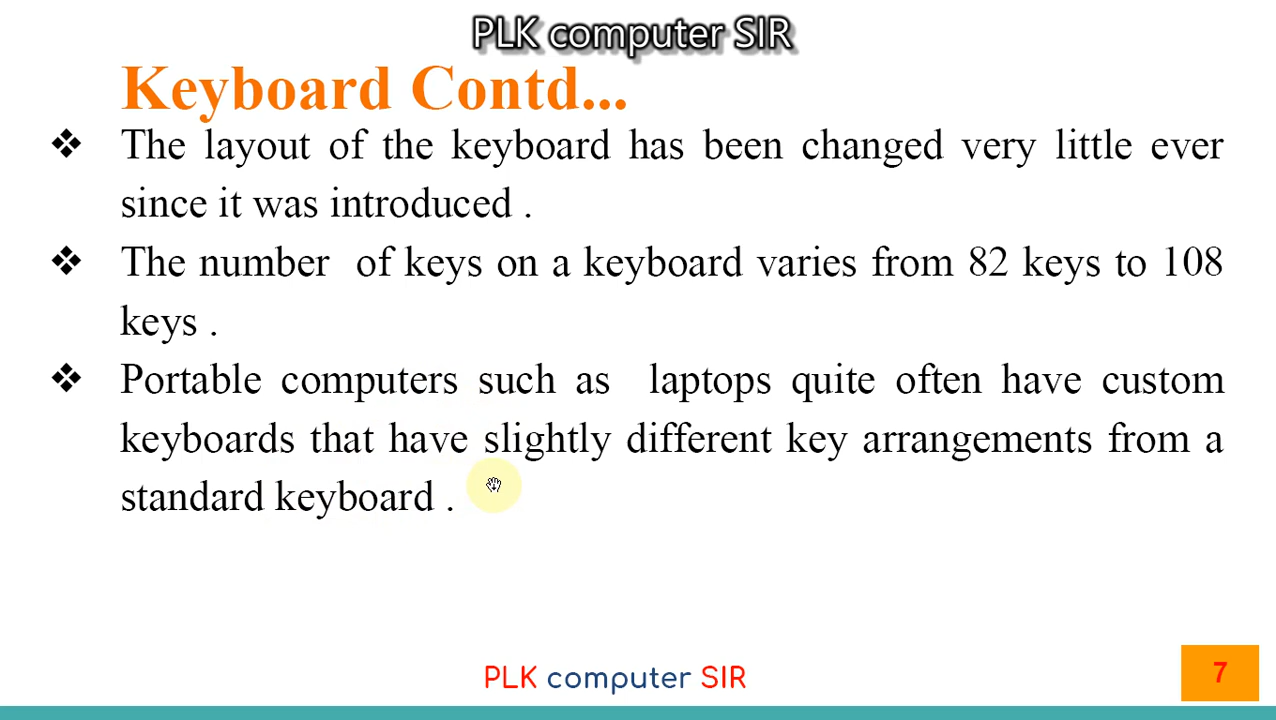 PLK computer SIR
Keyboard Contd...
❖ The layout of the keyboard has been changed very little ever
since it was introduced .
❖ The number of keys on a keyboard varies from 82 keys to 108
keys .
❖ Portable computers such as laptops quite often have custom
keyboards that have slightly different key arrangements from a
standard keyboard .
PLK computer SIR
7